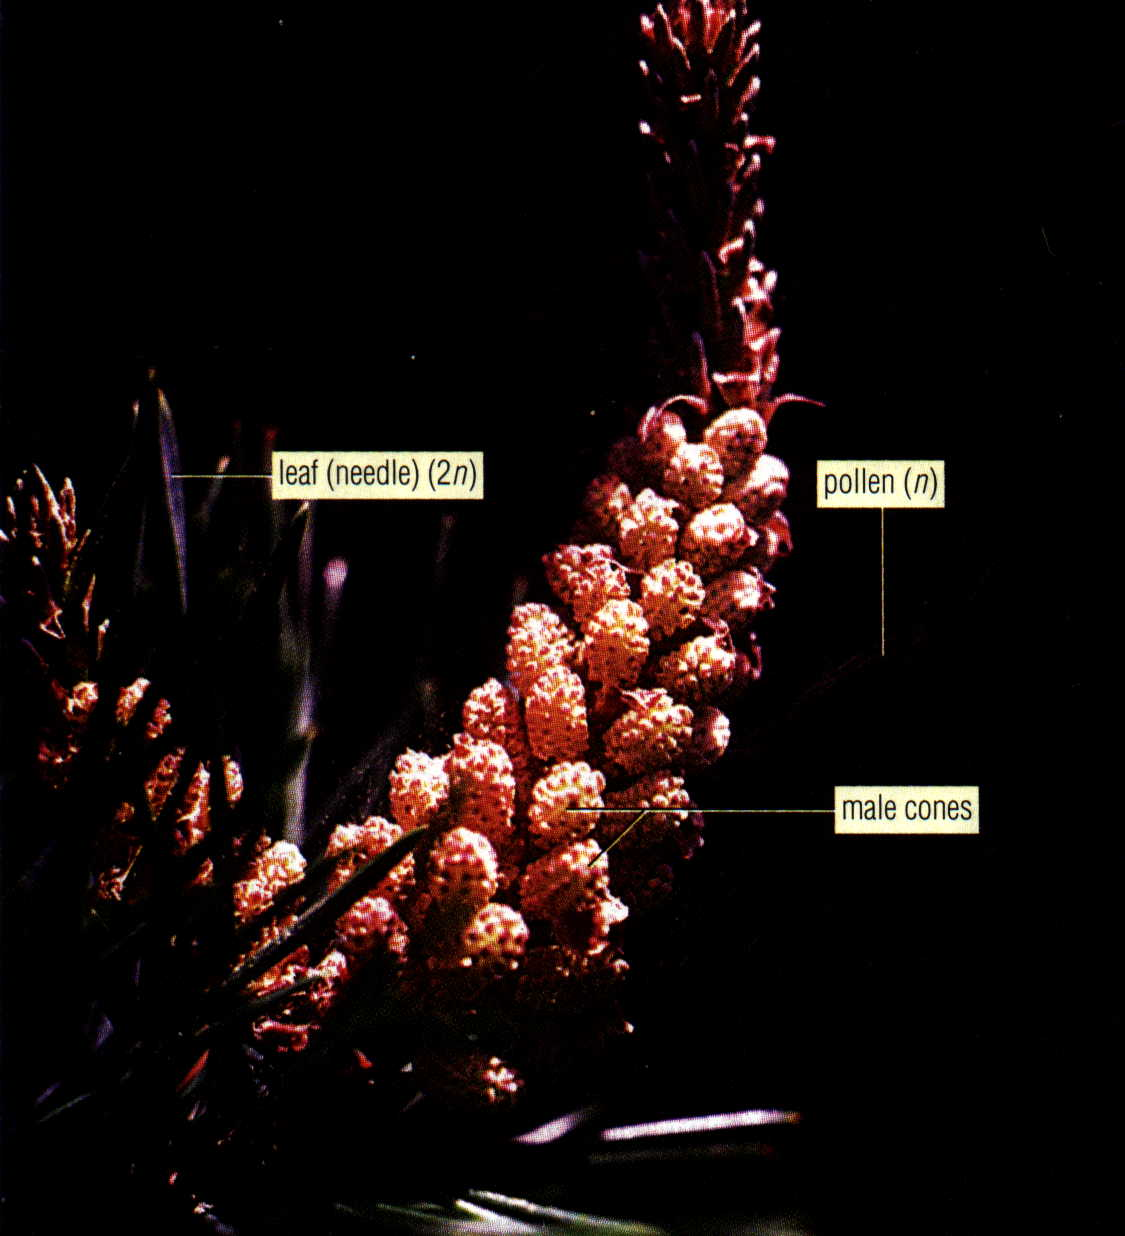 leaf (needle) (2n)
pollen (n)
male cones